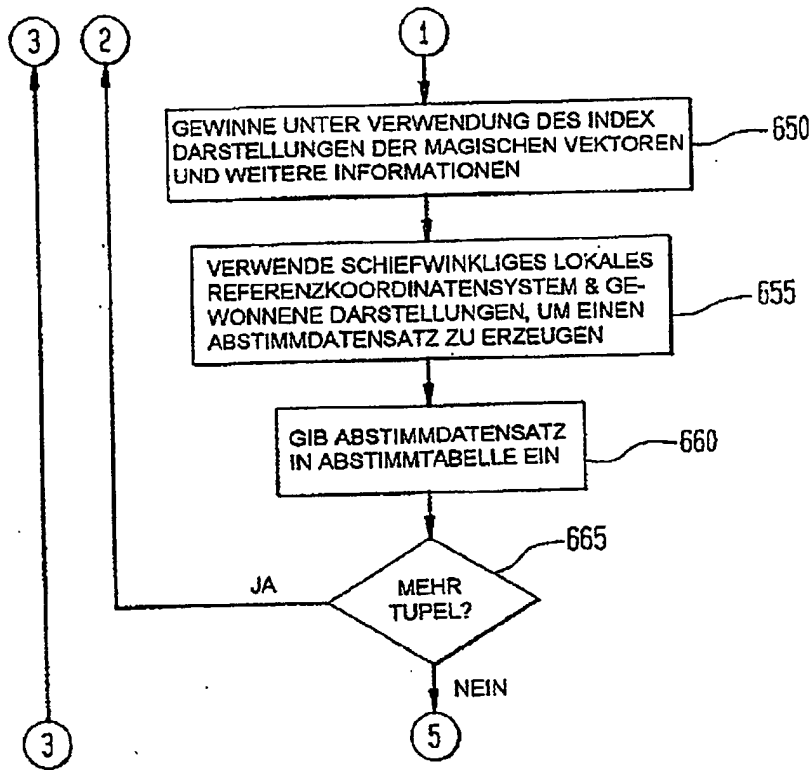 3
2
1
GEWINNE UNTER VERWENDUNG DES INDEX
DARSTELLUNGEN DER MAGISCHEN VEKTOREN
UND WEITERE INFORMATIONEN
650
VERWENDE SCHIEFWINKLIGES LOKALES
REFERENZKOORDINATENSYSTEM & GE-
WONNENE DARSTELLUNGEN, UM EINEN
ABSTIMMDATENSATZ ZU ERZEUGEN
655
GIB ABSTIMMDATENSATZ
IN ABSTIMMTABELLE EIN
660
665
JA
MEHR
TUPEL?
NEIN
3
5